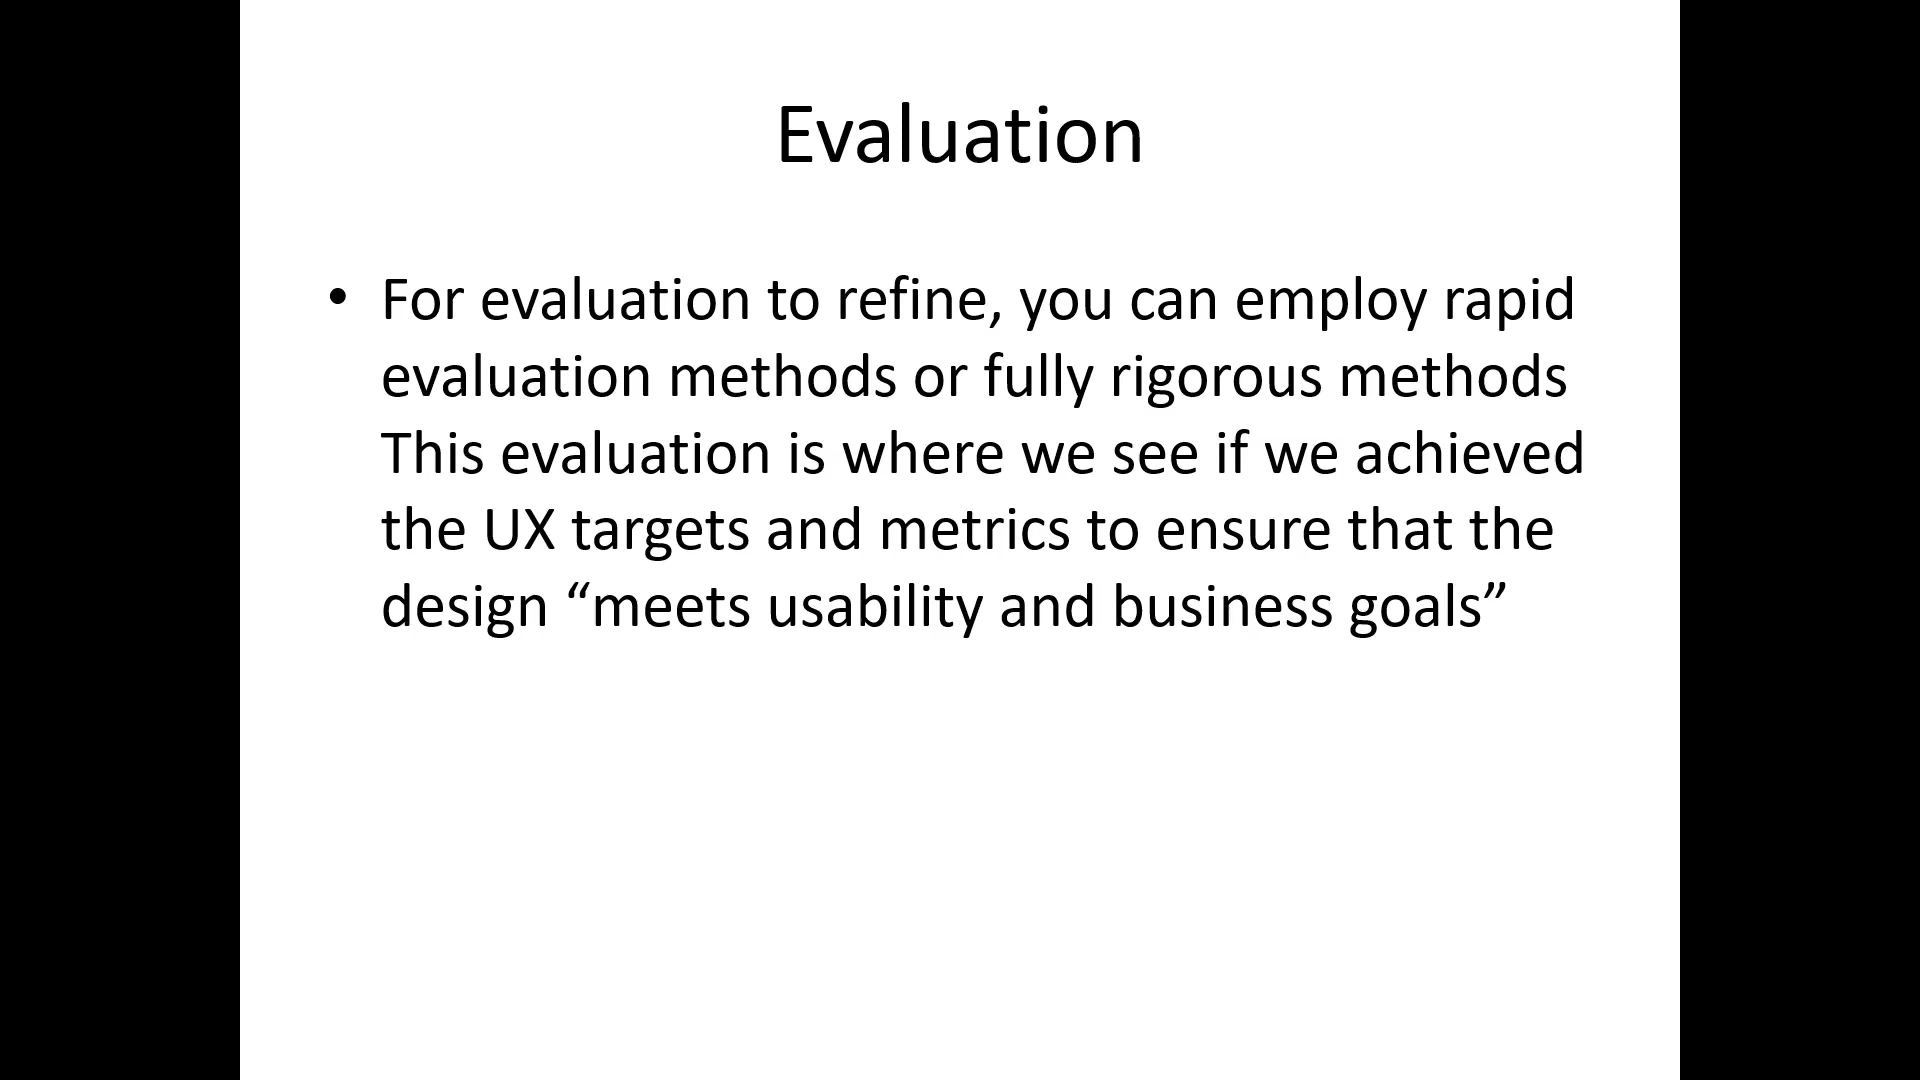 Evaluation
• For evaluation to refine, you can employ rapid
evaluation methods or fully rigorous methods
This evaluation is where we see if we achieved
the UX targets and metrics to ensure that the
design “meets usability and business goals”